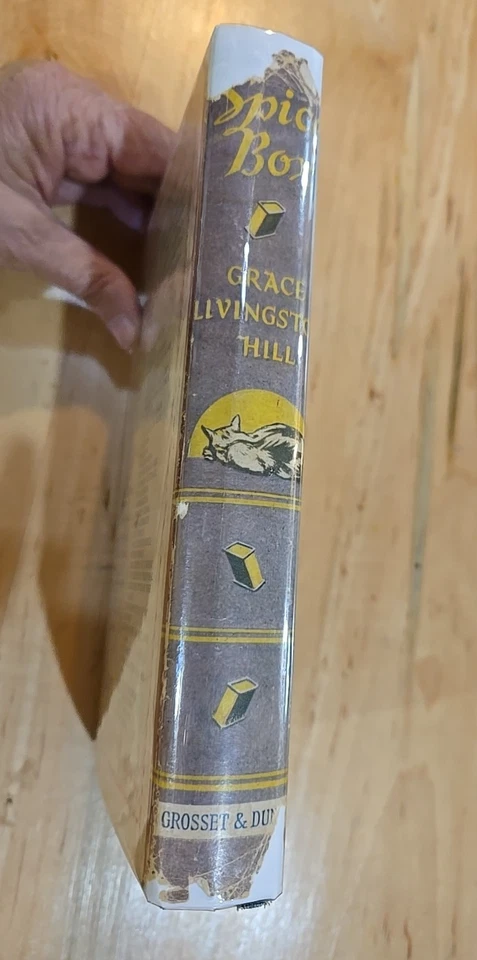 Spic
Box
GRACE
LIVINGSTO
HILL
GROSSET & DUN